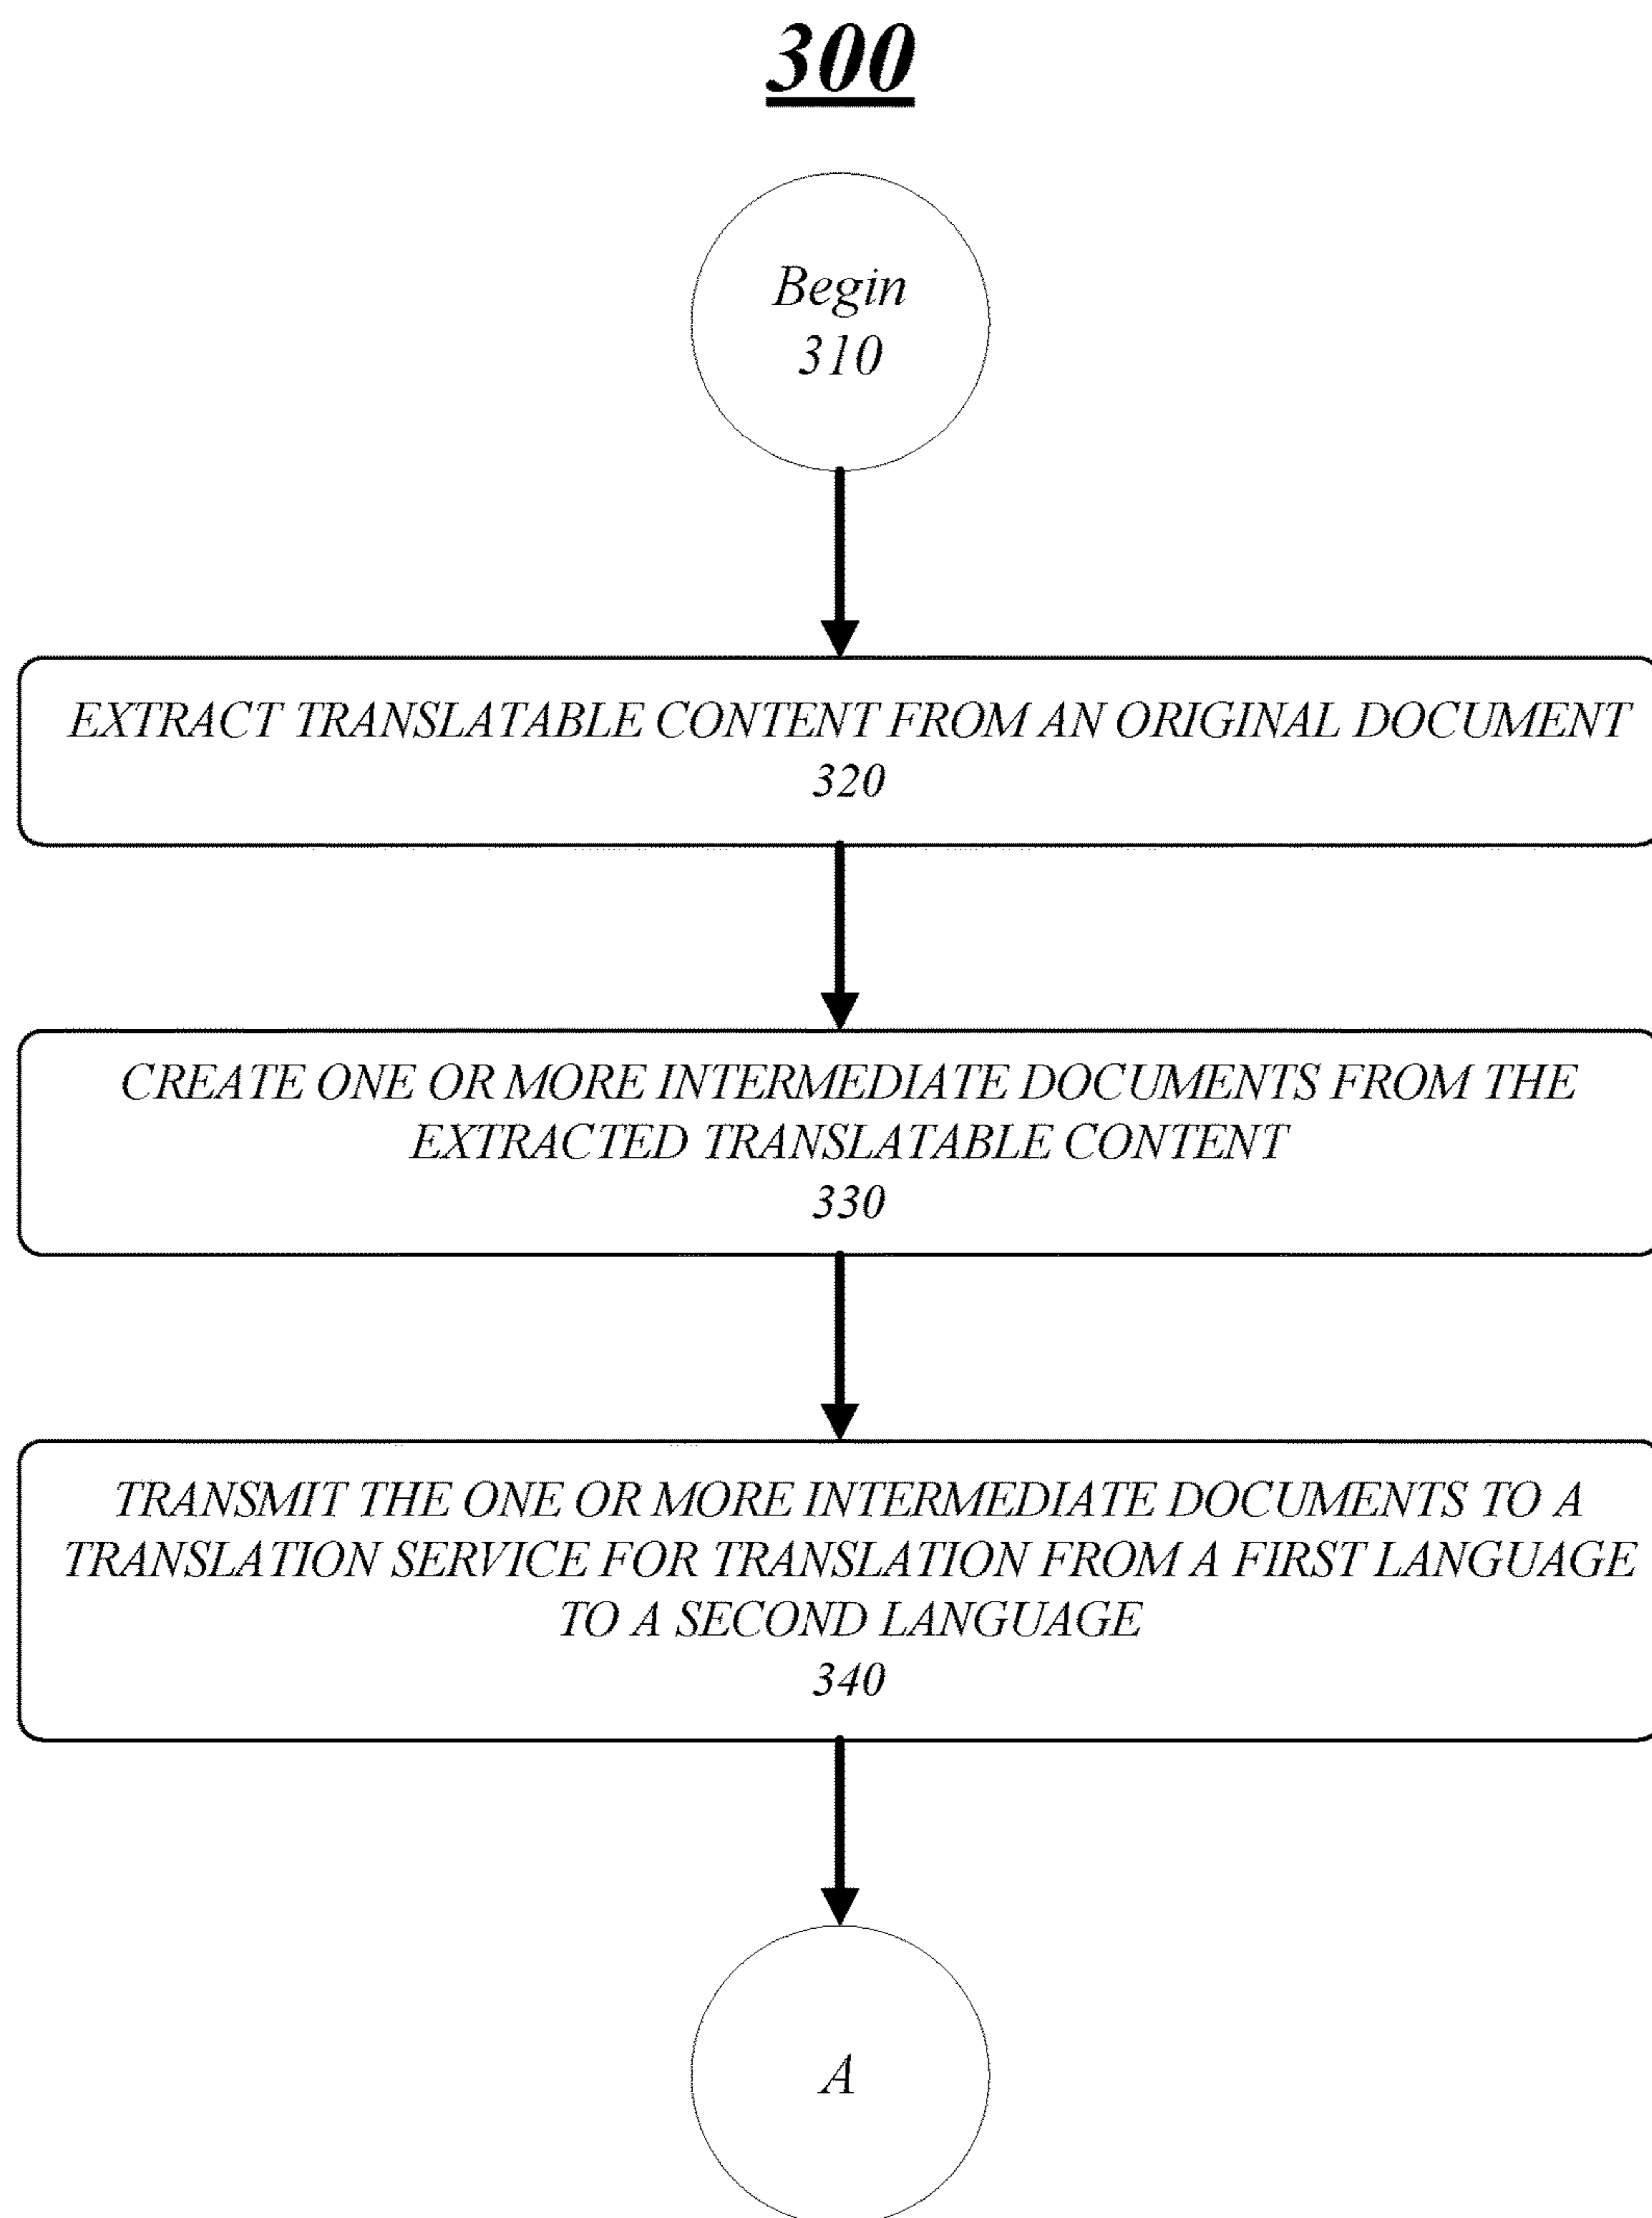 300
Begin
310
EXTRACT TRANSLATABLE CONTENT FROM AN ORIGINAL DOCUMENT
320
CREATE ONE OR MORE INTERMEDIATE DOCUMENTS FROM THE
EXTRACTED TRANSLATABLE CONTENT
330
TRANSMIT THE ONE OR MORE INTERMEDIATE DOCUMENTS TO A
TRANSLATION SERVICE FOR TRANSLATION FROM A FIRST LANGUAGE
TO A SECOND LANGUAGE
340
A